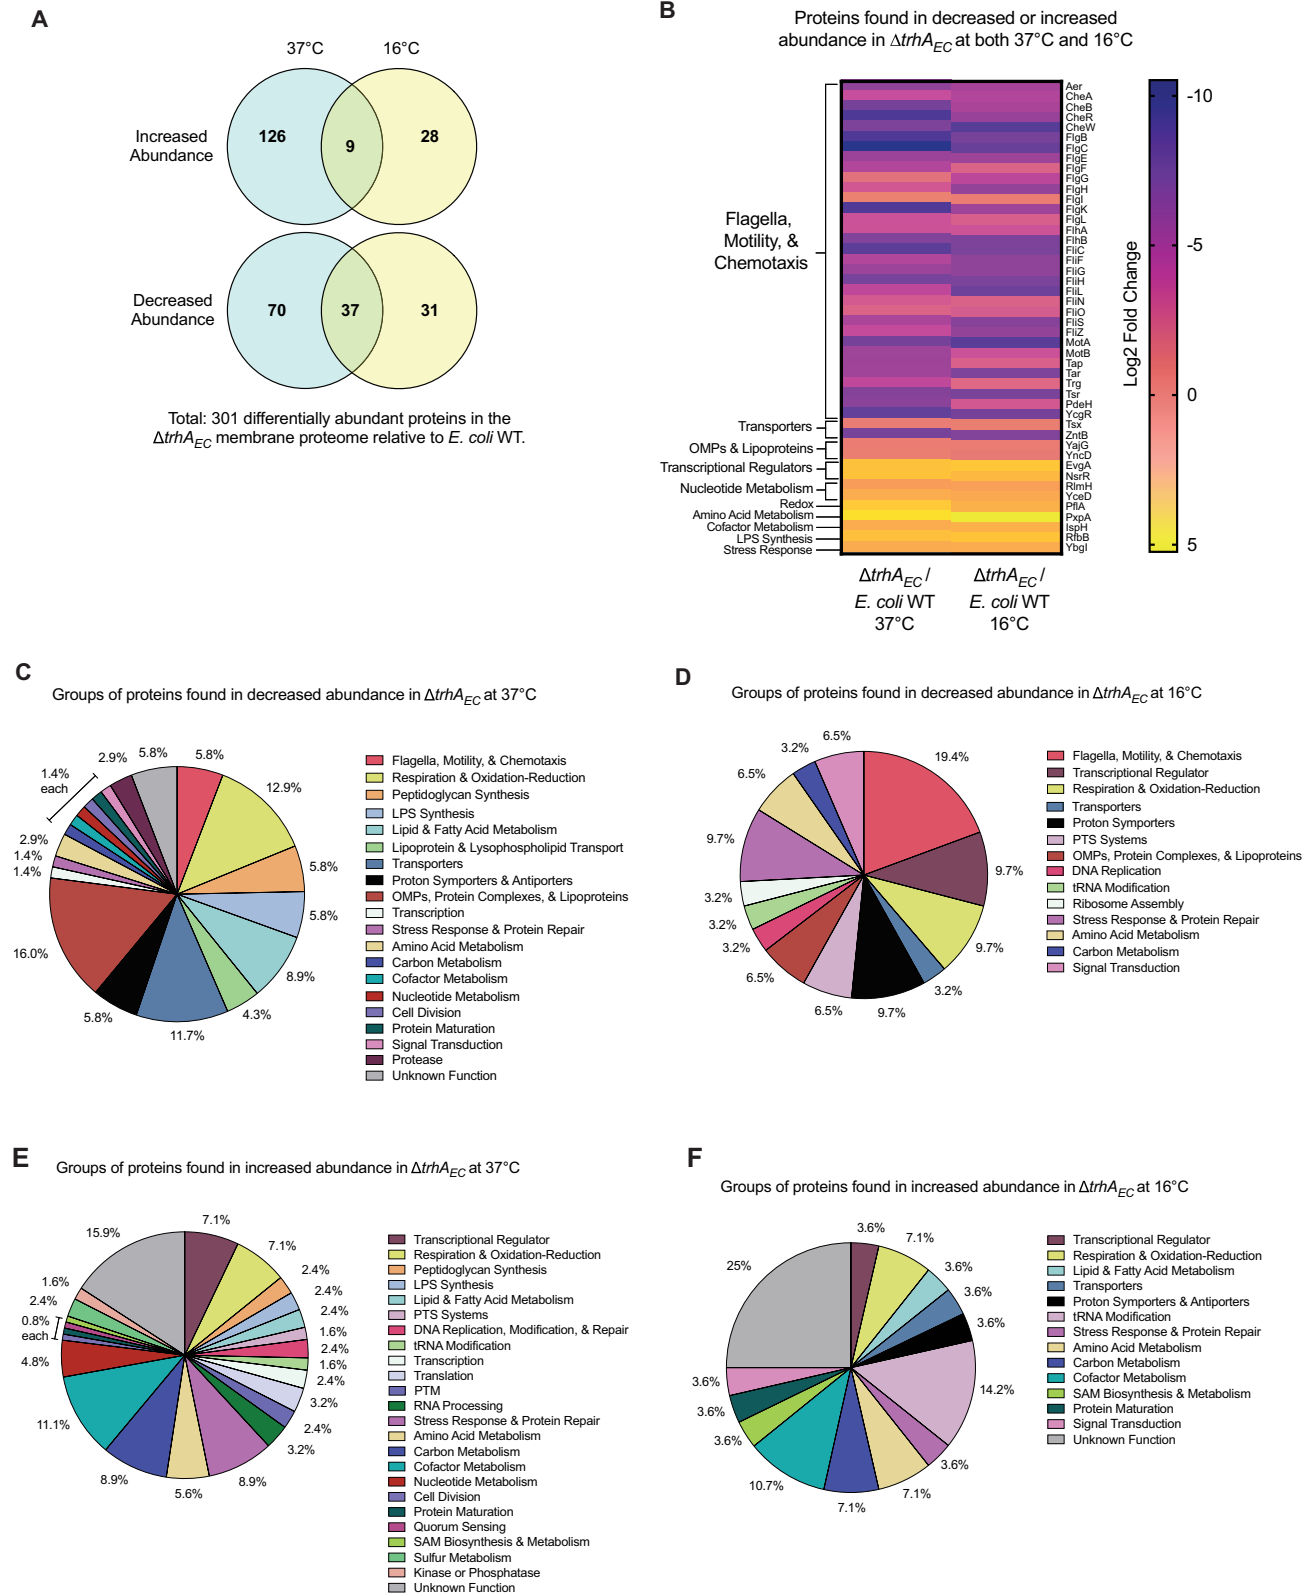 A
37°C
16°C
Increased
Abundance
126
9
28
Decreased
Abundance
70
37
31
Total: 301 differentially abundant proteins in the
ΔtrhA_EC membrane proteome relative to E. coli WT.
B
Proteins found in decreased or increased
abundance in ΔtrhA_EC at both 37°C and 16°C
Flagella,
Motility, &
Chemotaxis
Transporters
OMPs & Lipoproteins
Transcriptional Regulators
Nucleotide Metabolism
Redox
Amino Acid Metabolism
Cofactor Metabolism
LPS Synthesis
Stress Response
Aer
CheA
CheB
CheR
CheW
FlgB
FlgC
FlgE
FlgF
FlgG
FlgH
FlgI
FlgK
FlgL
FlhA
FlhB
FliC
FliF
FliG
FliH
FliL
FliN
FliO
FliS
FliZ
MotA
MotB
Tap
Tar
Trg
Tsr
PdeH
YcgR
Tsx
ZntB
YajG
YncD
EvgA
NsrR
RlmH
YceD
PflA
PxpA
IspH
RfbB
YbgI
Log2 Fold Change
-10
-5
0
5
ΔtrhA_EC /
E. coli WT
37°C
ΔtrhA_EC /
E. coli WT
16°C
C
Groups of proteins found in decreased abundance in ΔtrhA_EC at 37°C
5.8%
12.9%
5.8%
5.8%
8.9%
4.3%
11.7%
5.8%
16.0%
1.4%
1.4%
2.9%
1.4%
each
2.9%
5.8%
Flagella, Motility, & Chemotaxis
Respiration & Oxidation-Reduction
Peptidoglycan Synthesis
LPS Synthesis
Lipid & Fatty Acid Metabolism
Lipoprotein & Lysophospholipid Transport
Transporters
Proton Symporters & Antiporters
OMPs, Protein Complexes, & Lipoproteins
Transcription
Stress Response & Protein Repair
Amino Acid Metabolism
Carbon Metabolism
Cofactor Metabolism
Nucleotide Metabolism
Cell Division
Protein Maturation
Signal Transduction
Protease
Unknown Function
D
Groups of proteins found in decreased abundance in ΔtrhA_EC at 16°C
19.4%
9.7%
9.7%
3.2%
9.7%
6.5%
6.5%
3.2%
3.2%
3.2%
9.7%
6.5%
3.2%
6.5%
Flagella, Motility, & Chemotaxis
Transcriptional Regulator
Respiration & Oxidation-Reduction
Transporters
Proton Symporters
PTS Systems
OMPs, Protein Complexes, & Lipoproteins
DNA Replication
tRNA Modification
Ribosome Assembly
Stress Response & Protein Repair
Amino Acid Metabolism
Carbon Metabolism
Signal Transduction
E
Groups of proteins found in increased abundance in ΔtrhA_EC at 37°C
7.1%
7.1%
2.4%
2.4%
2.4%
1.6%
2.4%
1.6%
2.4%
3.2%
2.4%
3.2%
8.9%
5.6%
8.9%
11.1%
4.8%
0.8%
each
2.4%
1.6%
15.9%
Transcriptional Regulator
Respiration & Oxidation-Reduction
Peptidoglycan Synthesis
LPS Synthesis
Lipid & Fatty Acid Metabolism
PTS Systems
DNA Replication, Modification, & Repair
tRNA Modification
Transcription
Translation
PTM
RNA Processing
Stress Response & Protein Repair
Amino Acid Metabolism
Carbon Metabolism
Cofactor Metabolism
Nucleotide Metabolism
Cell Division
Protein Maturation
Quorum Sensing
SAM Biosynthesis & Metabolism
Sulfur Metabolism
Kinase or Phosphatase
Unknown Function
F
Groups of proteins found in increased abundance in ΔtrhA_EC at 16°C
3.6%
7.1%
3.6%
3.6%
3.6%
14.2%
3.6%
7.1%
7.1%
10.7%
3.6%
3.6%
3.6%
25%
Transcriptional Regulator
Respiration & Oxidation-Reduction
Lipid & Fatty Acid Metabolism
Transporters
Proton Symporters & Antiporters
tRNA Modification
Stress Response & Protein Repair
Amino Acid Metabolism
Carbon Metabolism
Cofactor Metabolism
SAM Biosynthesis & Metabolism
Protein Maturation
Signal Transduction
Unknown Function